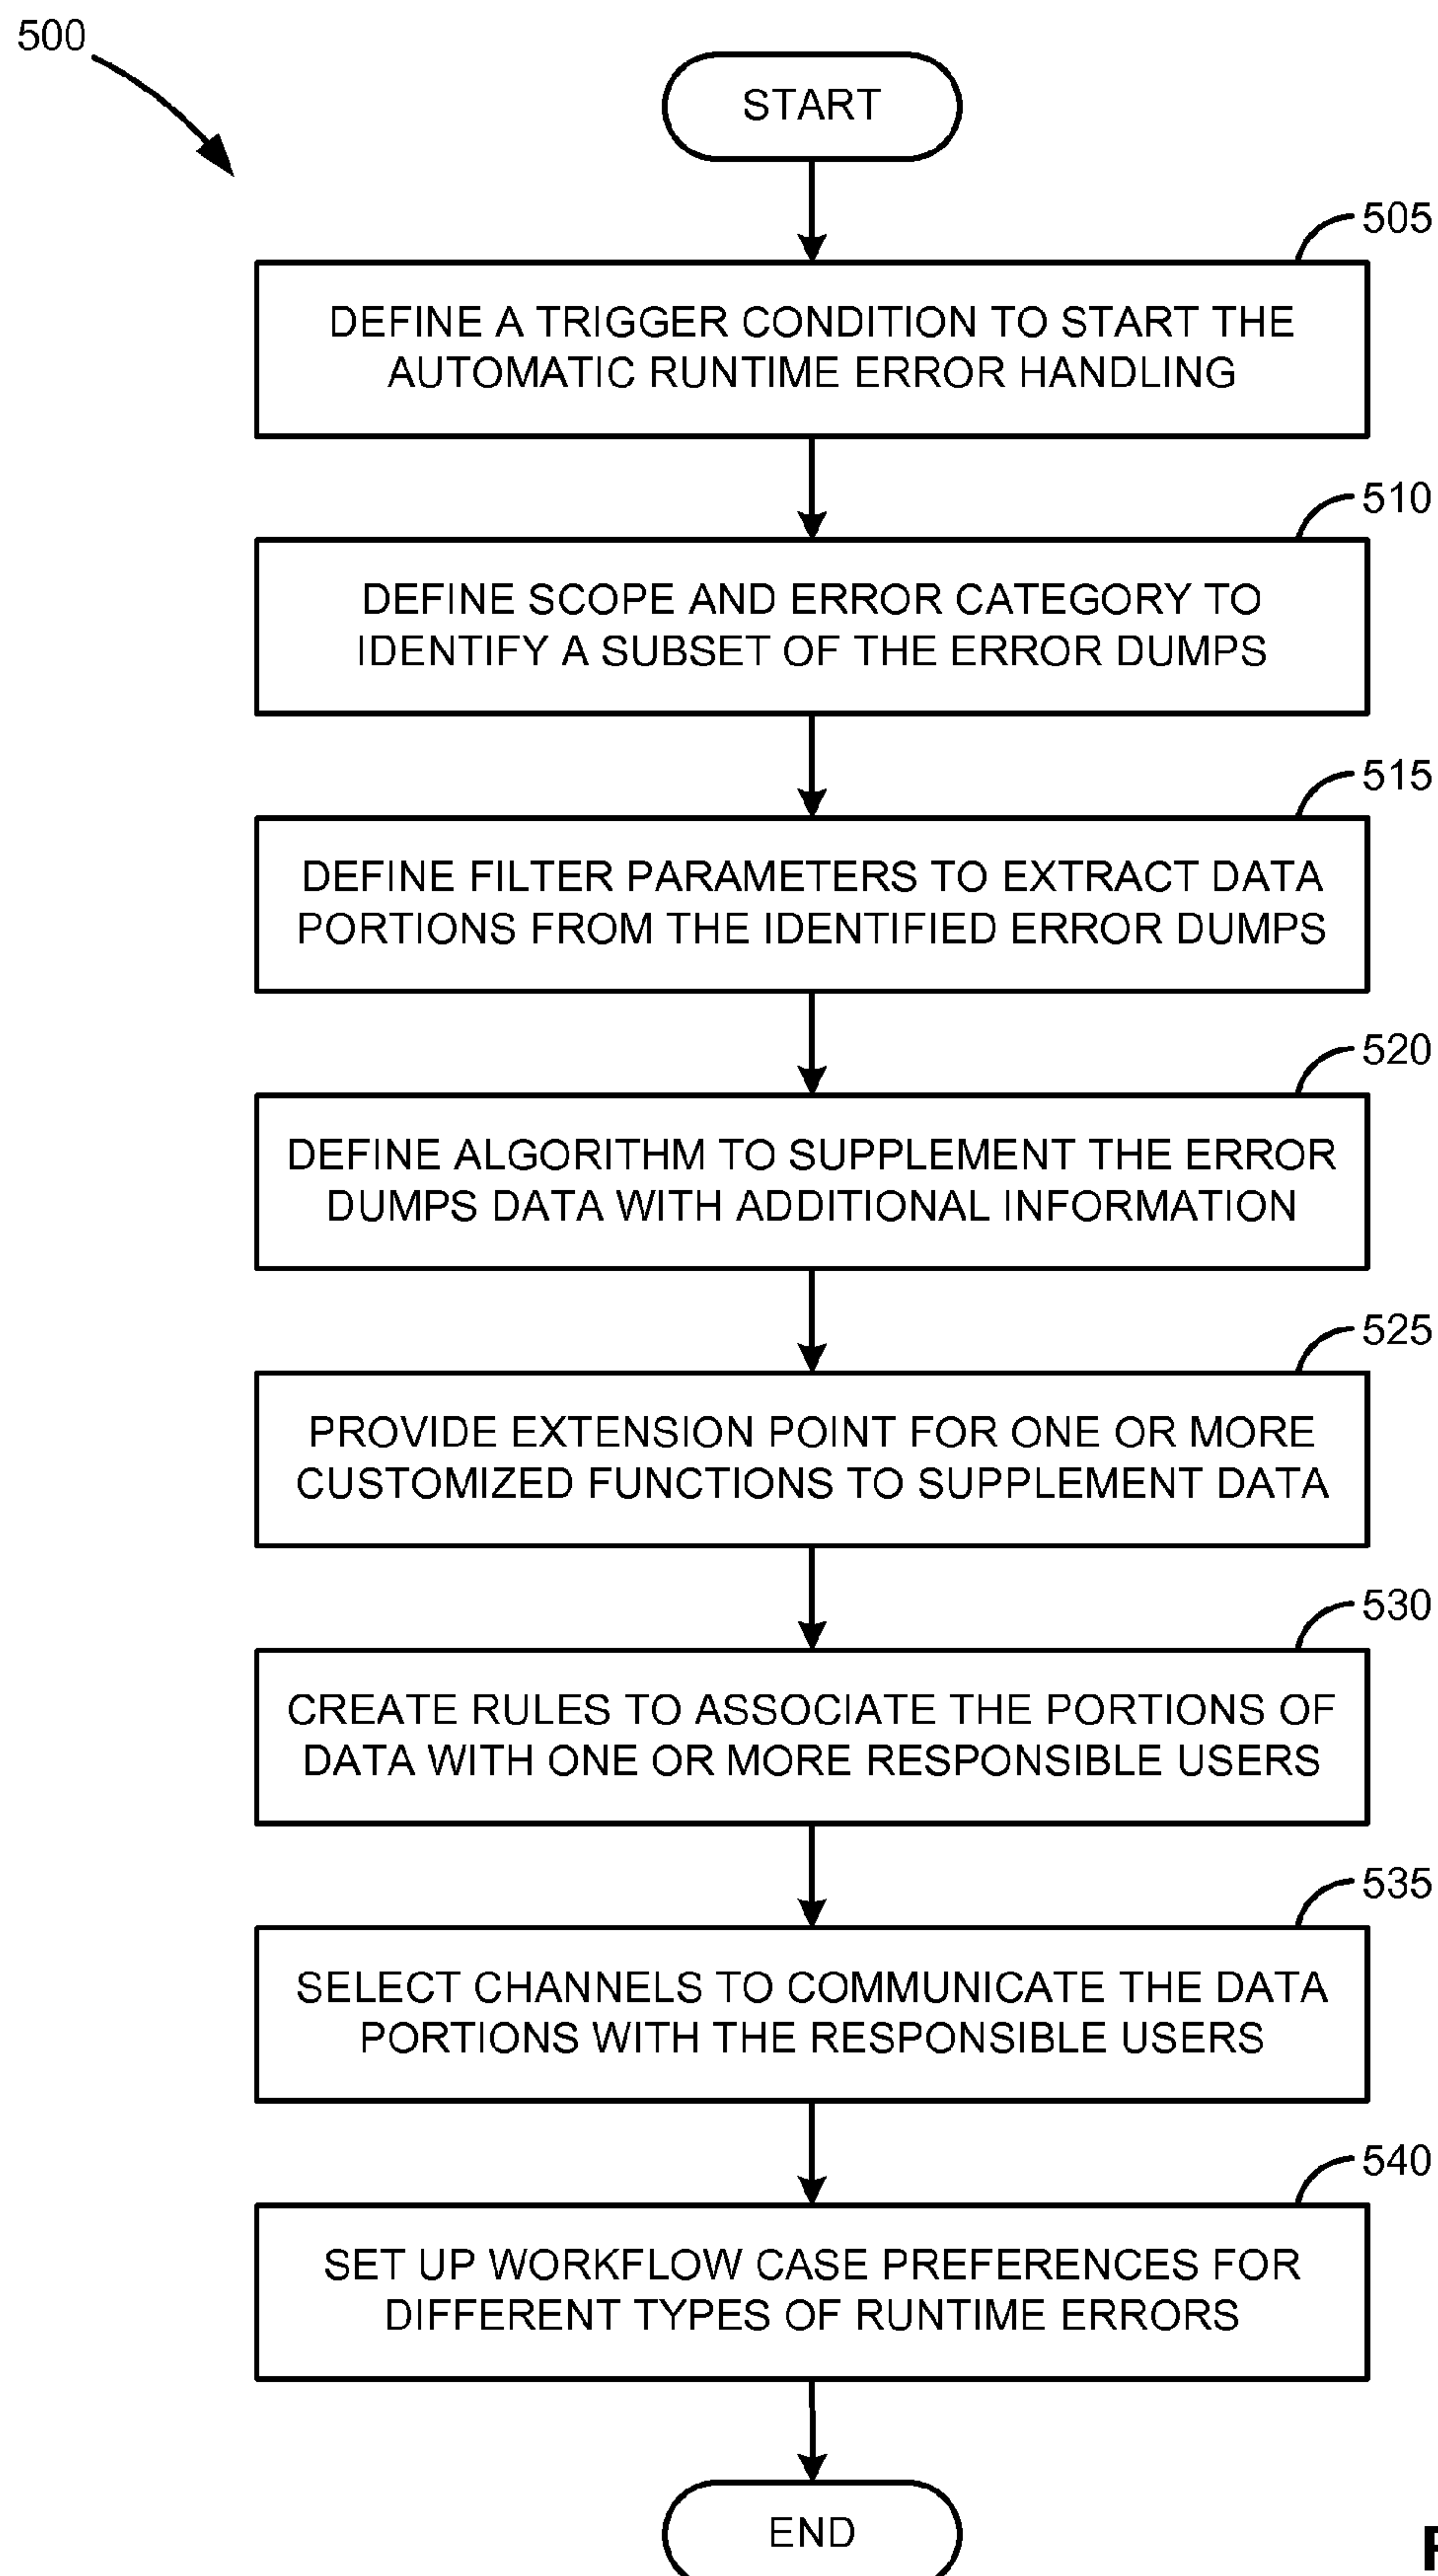 500
START
505
DEFINE A TRIGGER CONDITION TO START THE
AUTOMATIC RUNTIME ERROR HANDLING
510
DEFINE SCOPE AND ERROR CATEGORY TO
IDENTIFY A SUBSET OF THE ERROR DUMPS
515
DEFINE FILTER PARAMETERS TO EXTRACT DATA
PORTIONS FROM THE IDENTIFIED ERROR DUMPS
520
DEFINE ALGORITHM TO SUPPLEMENT THE ERROR
DUMPS DATA WITH ADDITIONAL INFORMATION
525
PROVIDE EXTENSION POINT FOR ONE OR MORE
CUSTOMIZED FUNCTIONS TO SUPPLEMENT DATA
530
CREATE RULES TO ASSOCIATE THE PORTIONS OF
DATA WITH ONE OR MORE RESPONSIBLE USERS
535
SELECT CHANNELS TO COMMUNICATE THE DATA
PORTIONS WITH THE RESPONSIBLE USERS
540
SET UP WORKFLOW CASE PREFERENCES FOR
DIFFERENT TYPES OF RUNTIME ERRORS
END